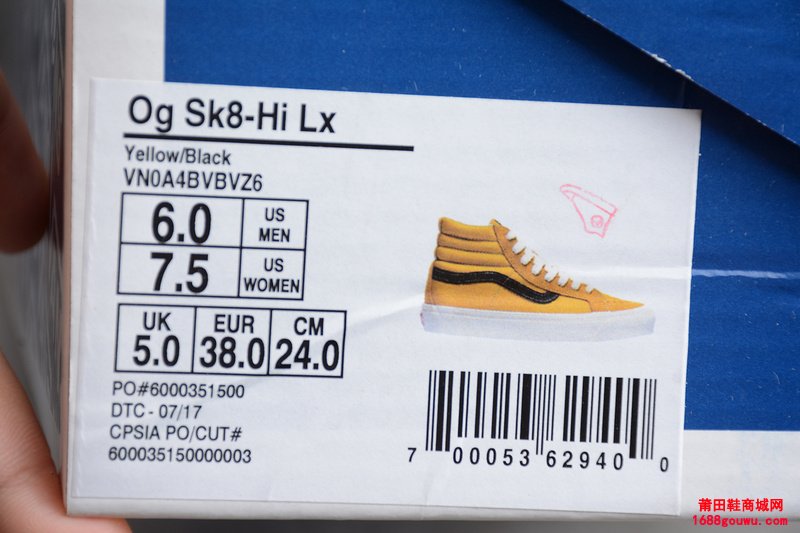 Og Sk8-Hi Lx
Yellow/Black
VN0A4BVBVZ6
6.0 US MEN
7.5 US WOMEN
UK EUR CM
5.0 38.0 24.0
PO#6000351500
DTC - 07/17
CPSIA PO/CUT#
600035150000003
7 00053 62940 0
莆田鞋商城网
1688gouwu.com